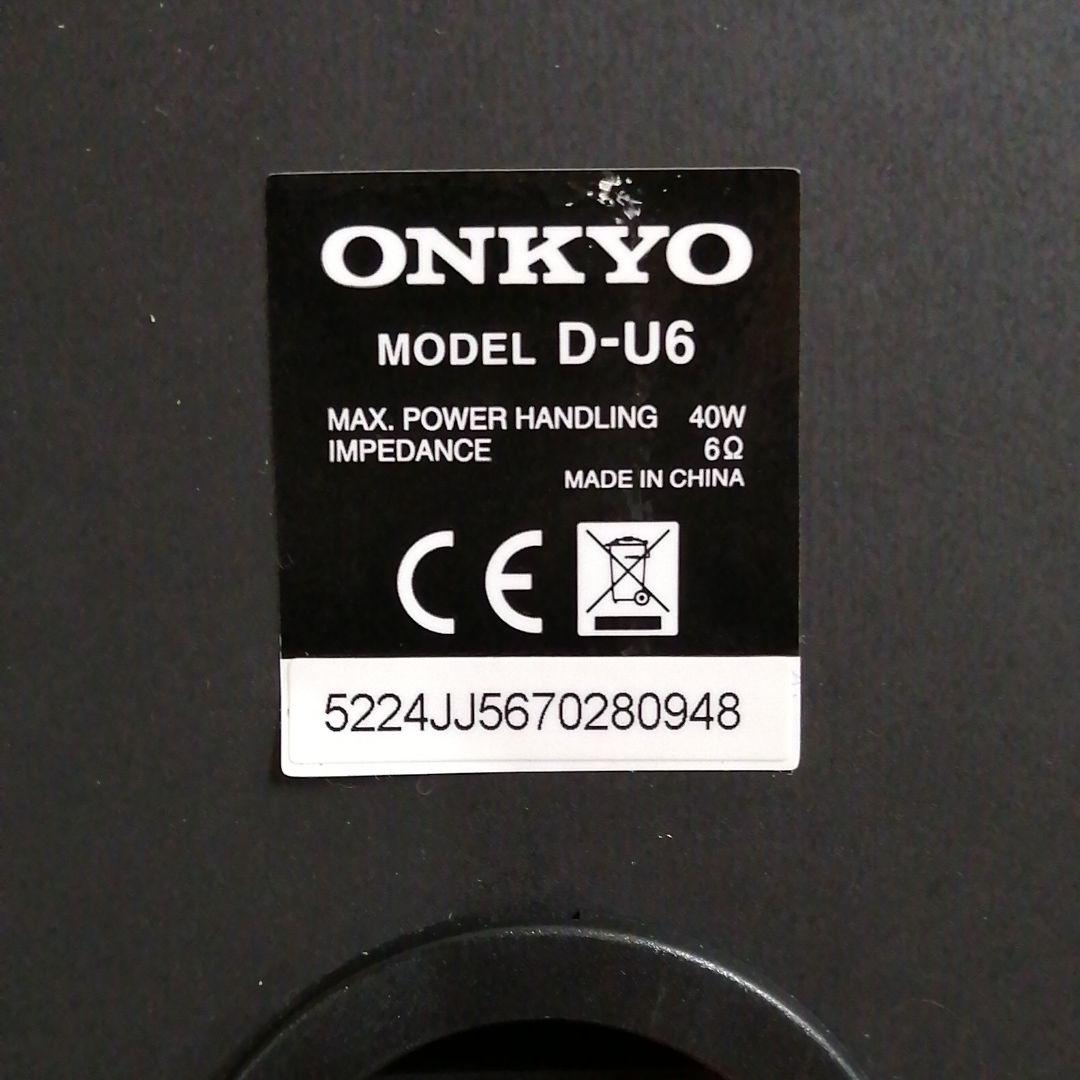 ONKYO
MODEL D-U6
MAX. POWER HANDLING 40W
IMPEDANCE 6Ω
MADE IN CHINA
CE
5224JJ5670280948